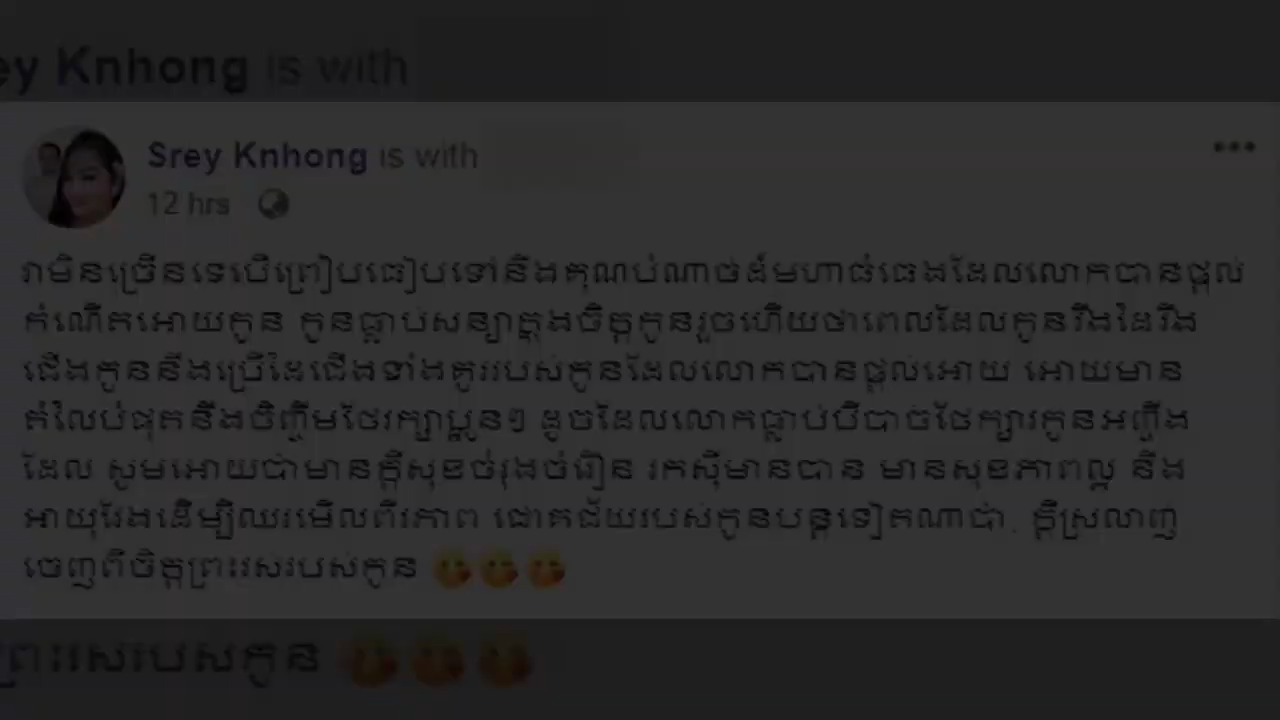 ey Knhong is with
Srey Knhong is with
12 hrs
វាមិនច្រើនទេបើប្រៀបធៀបទៅនឹងគុណបំណាច់ដ៍មហាធំធេងដែលលោកបានផ្តល់
កំណើតអោយកូន កូនធ្លាប់សន្យាក្នុងចិត្តកូនរួចហើយថាពេលដែលកូនរឹងដៃរឹង
ជើងកូននឹងប្រើដៃជើងទាំងគូររបស់កូនដែលលោកបានផ្តល់អោយ អោយមាន
តំលៃបំផុតនឹងចិញ្ចឹមថែរក្សាប្អូនៗ ដូចដែលលោកធ្លាប់បីបាច់ថែក្សារកូនអញ្ចឹង
ដែល សូមអោយប៉ាមានក្តីសុខចំរុងចំរើន រកស៊ីមានបាន មានសុខភាពល្អ នឹង
អាយុវែងដើម្បីឈរមើលពីរភាព ជោគជ័យរបស់កូនបន្តទៀតណាប៉ា. ក្តីស្រលាញ់
ចេញពីចិត្តព្រះរស់របស់កូន 😋😋😋
ព្រះរស់របស់កូន